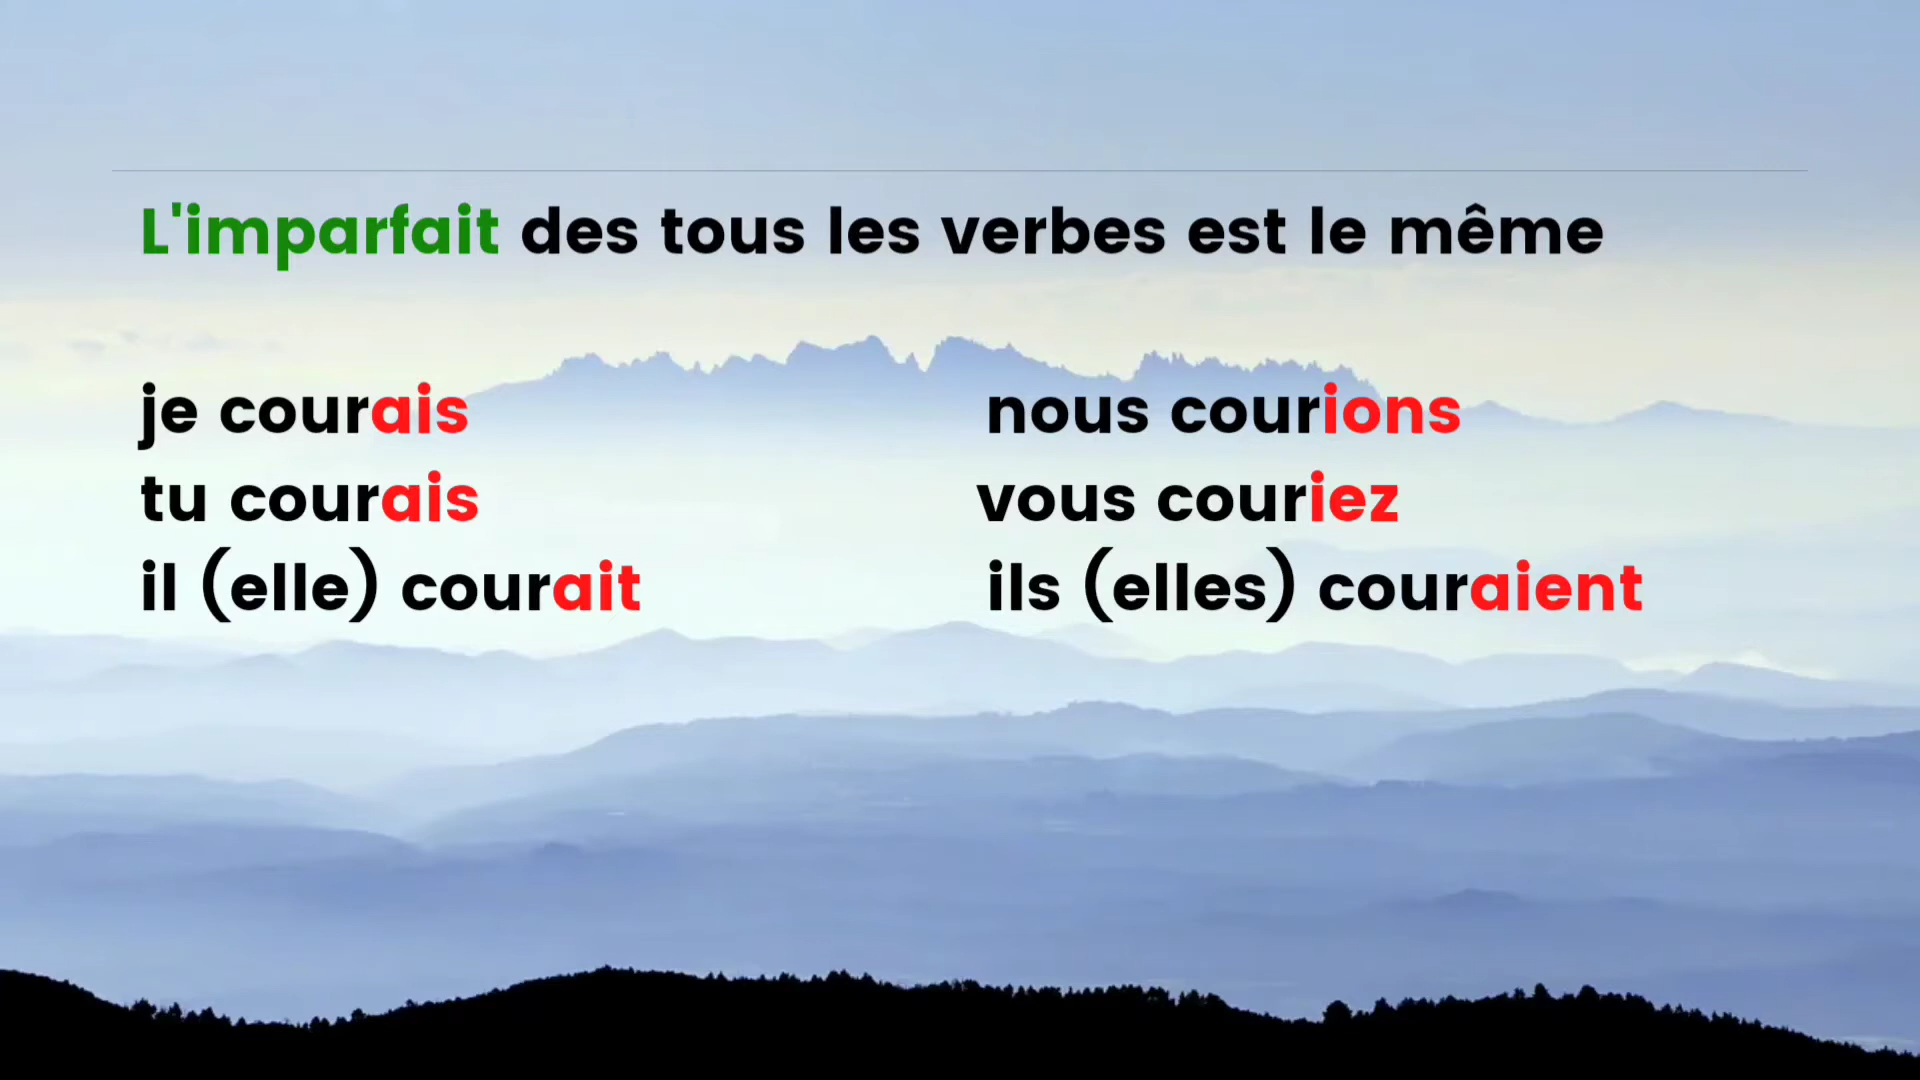 L'imparfait des tous les verbes est le même
je courais
tu courais
il (elle) courait
nous courions
vous couriez
ils (elles) couraient